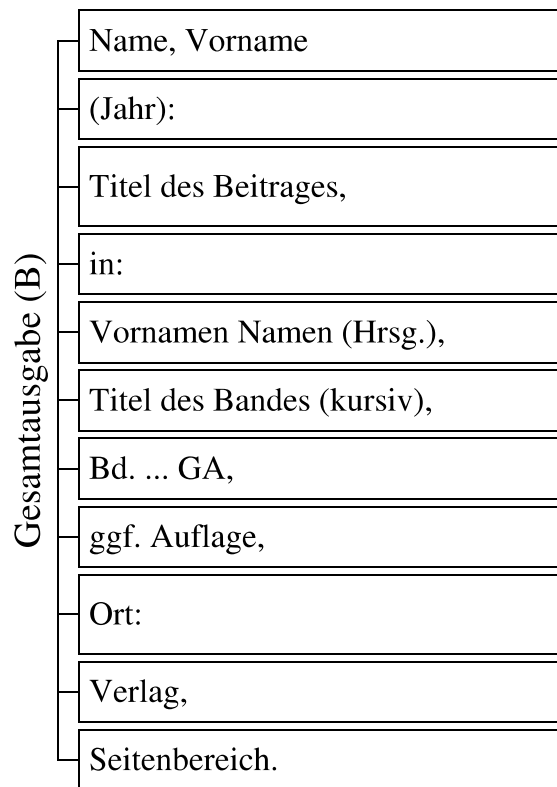 Gesamtausgabe (B)
Name, Vorname
(Jahr):
Titel des Beitrages,
in:
Vornamen Namen (Hrsg.),
Titel des Bandes (kursiv),
Bd. ... GA,
ggf. Auflage,
Ort:
Verlag,
Seitenbereich.